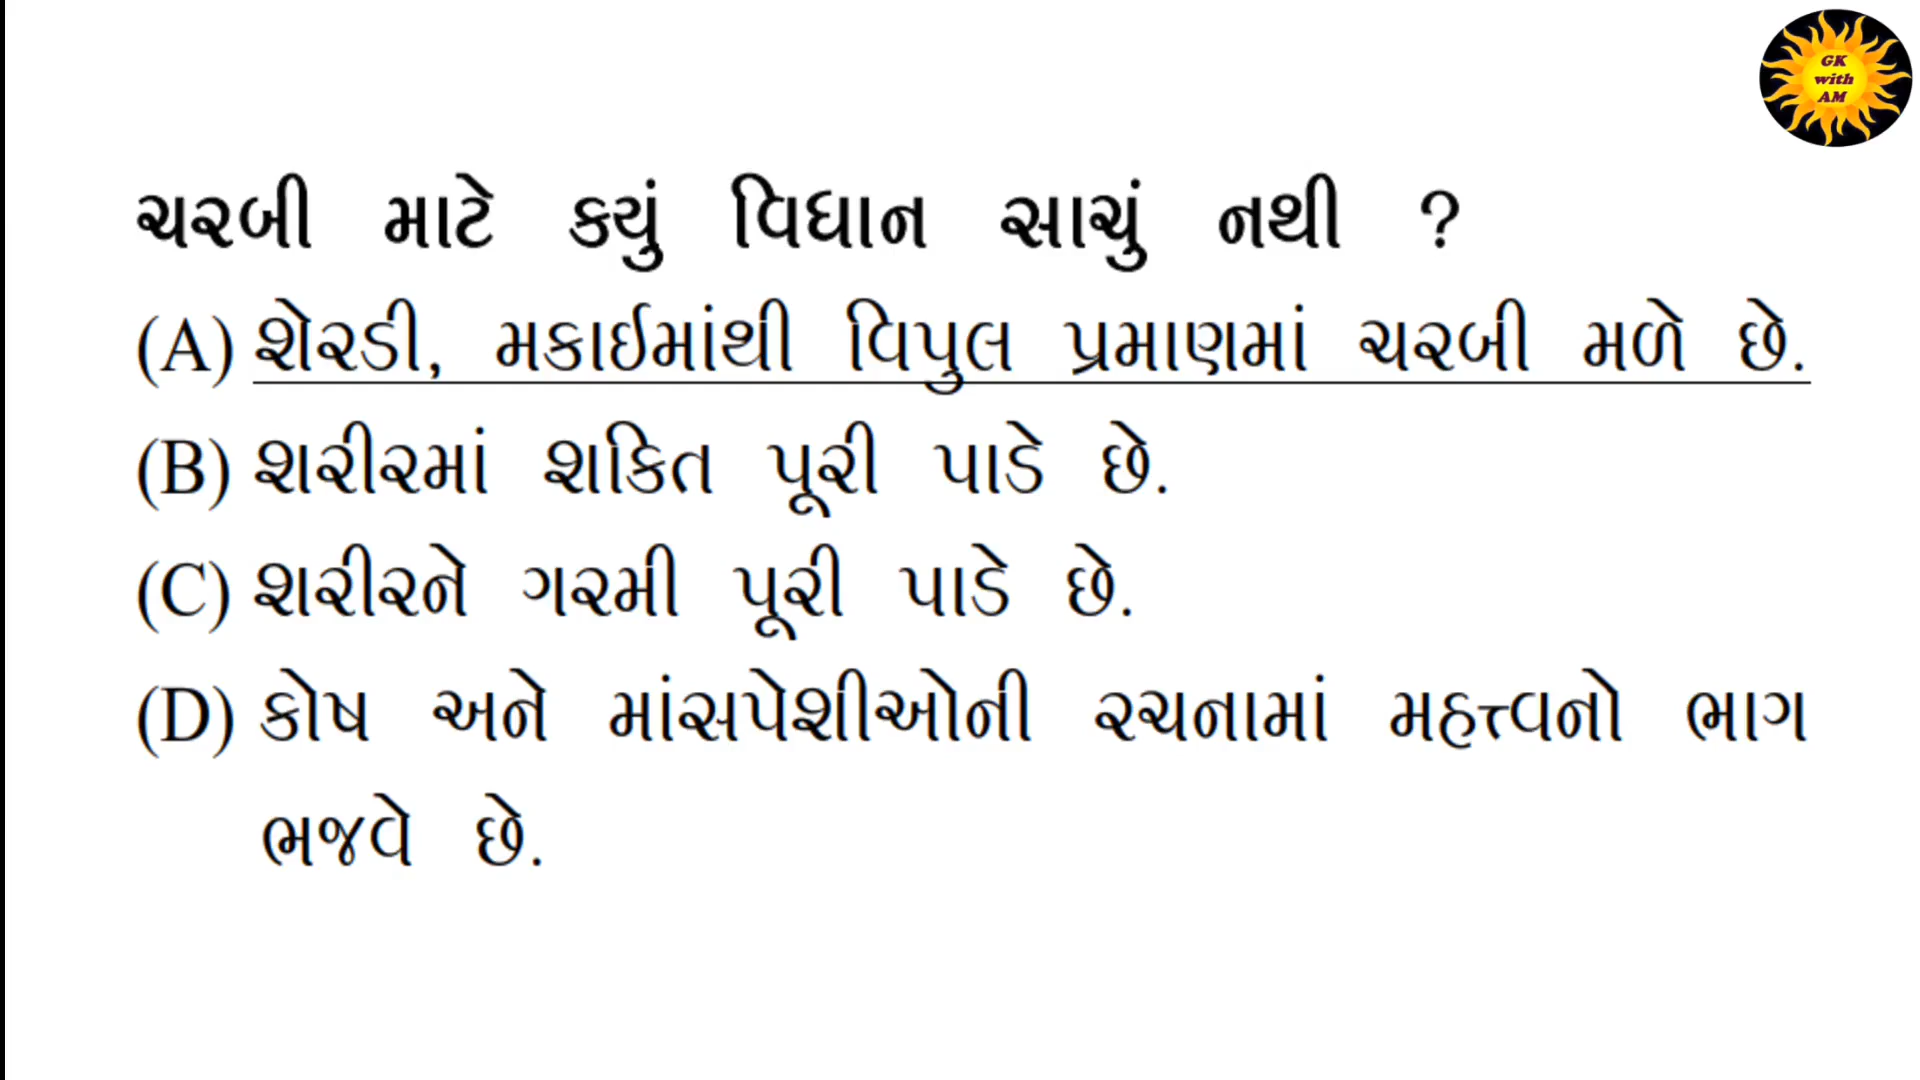 GK
with
AM
ચરબી માટે કયું વિધાન સાચું નથી ?
(A) શેરડી, મકાઈમાંથી વિપુલ પ્રમાણમાં ચરબી મળે છે.
(B) શરીરમાં શકિત પૂરી પાડે છે.
(C) શરીરને ગરમી પૂરી પાડે છે.
(D) કોષ અને માંસપેશીઓની રચનામાં મહત્ત્વનો ભાગ
ભજવે છે.